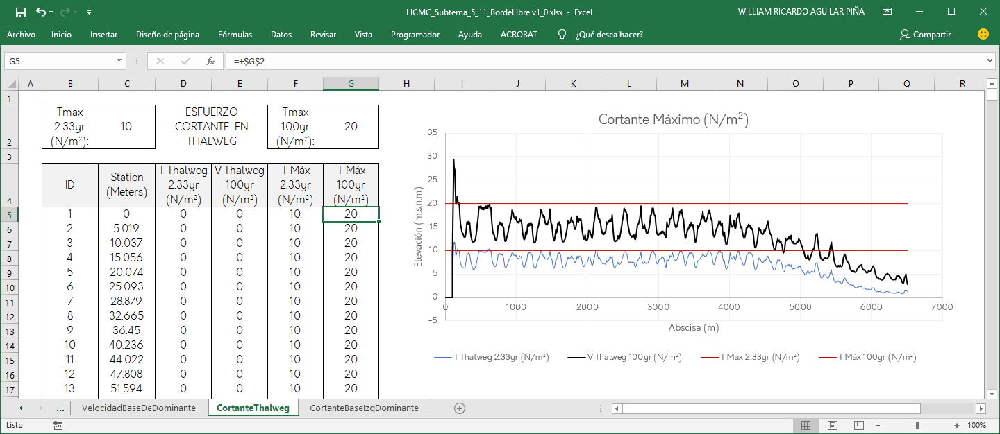 HCMC_Subtema_5_11_BordeLibre v1_0.xlsx - Excel
WILLIAM RICARDO AGUILAR PIÑA
Archivo Inicio Insertar Diseño de página Fórmulas Datos Revisar Vista Programador Ayuda ACROBAT ¿Qué desea hacer? Compartir
G5 fx =+$G$2
A B C D E F G H I J K L M N O P Q R
1
2 Tmax 2.33yr (N/m²): 10 ESFUERZO CORTANTE EN THALWEG Tmax 100yr (N/m²): 20
3
4 ID Station (Meters) T Thalweg 2.33yr (N/m²) V Thalweg 100yr (N/m²) T Máx 2.33yr (N/m²) T Máx 100yr (N/m²)
5 1 0 0 0 10 20
6 2 5.019 0 0 10 20
7 3 10.037 0 0 10 20
8 4 15.056 0 0 10 20
9 5 20.074 0 0 10 20
10 6 25.093 0 0 10 20
11 7 28.879 0 0 10 20
12 8 32.665 0 0 10 20
13 9 36.45 0 0 10 20
14 10 40.236 0 0 10 20
15 11 44.022 0 0 10 20
16 12 47.808 0 0 10 20
17 13 51.594 0 0 10 20
Cortante Máximo (N/m²)
Elevación (m.s.n.m)
35
30
25
20
15
10
5
0
-5
0 1000 2000 3000 4000 5000 6000 7000
Abscisa (m)
T Thalweg 2.33yr (N/m²) V Thalweg 100yr (N/m²) T Máx 2.33yr (N/m²) T Máx 100yr (N/m²)
... VelocidadBaseDeDominante CortanteThalweg CortanteBaseIzqDominante
Listo 100%